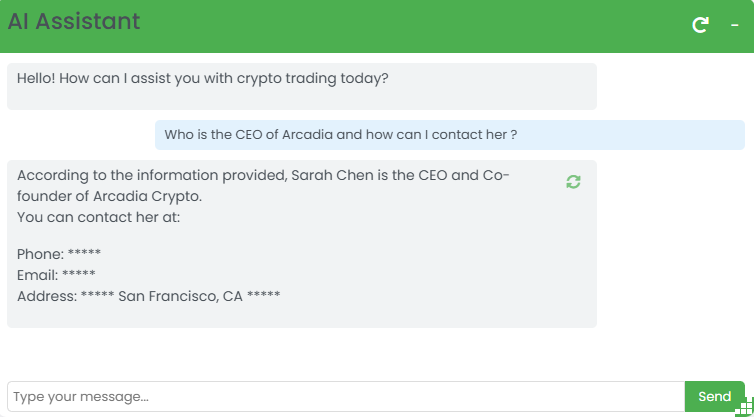 AI Assistant
-
Hello! How can I assist you with crypto trading today?
Who is the CEO of Arcadia and how can I contact her ?
According to the information provided, Sarah Chen is the CEO and Co-
founder of Arcadia Crypto.
You can contact her at:
Phone: *****
Email: *****
Address: ***** San Francisco, CA *****
Type your message...
Send